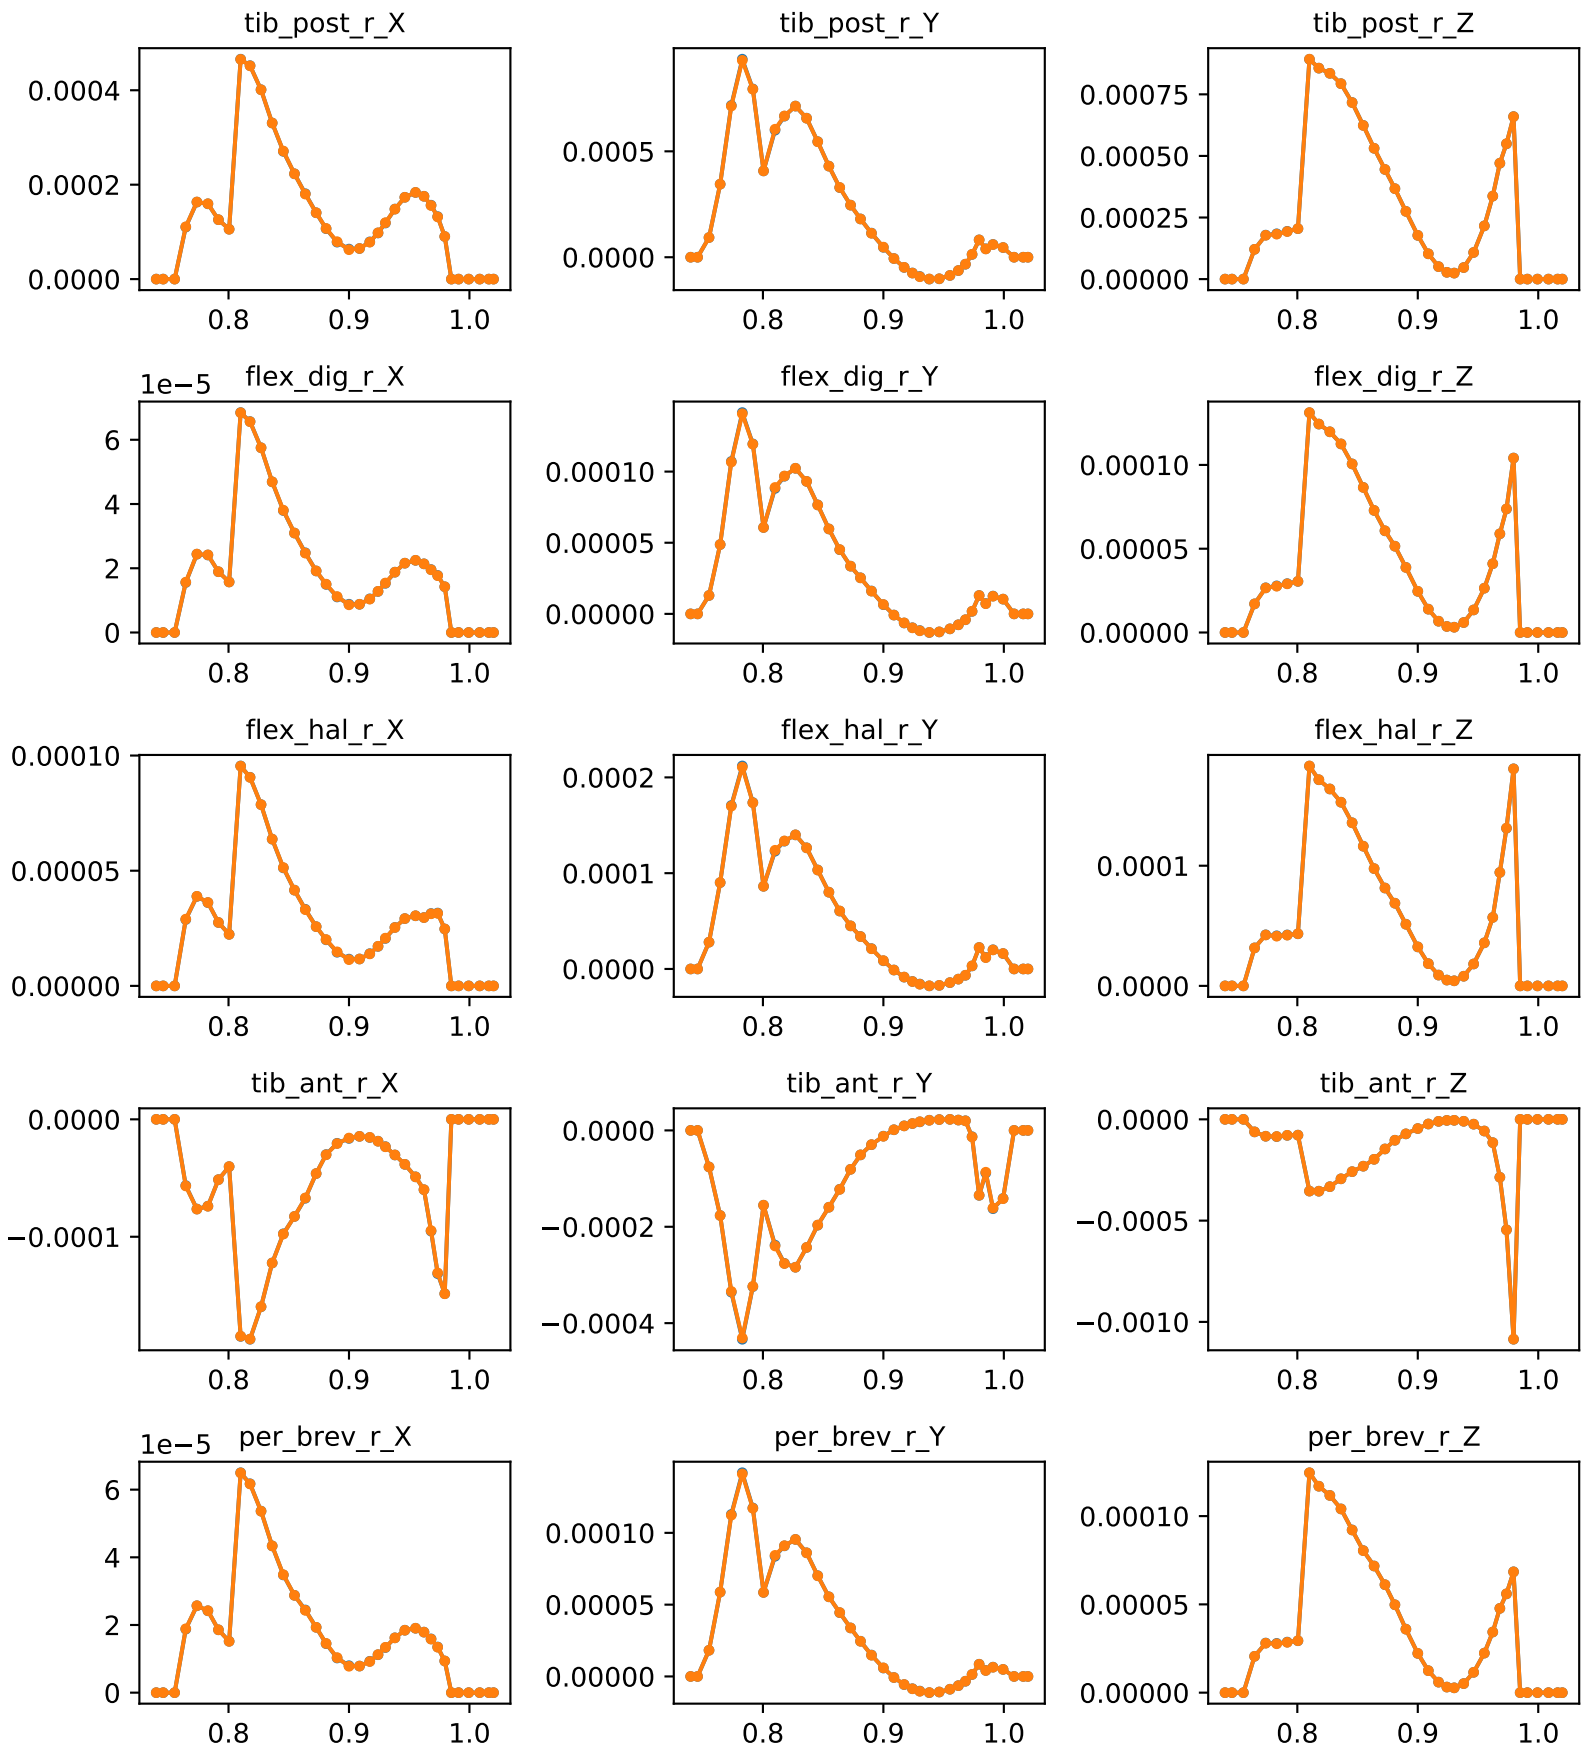 tib_post_r_X tib_post_r_Y tib_post_r_Z
0.0004
0.0002
0.0000
0.8 0.9 1.0
0.0005
0.0000
0.8 0.9 1.0
0.00075
0.00050
0.00025
0.00000
0.8 0.9 1.0
flex_dig_r_X flex_dig_r_Y flex_dig_r_Z
1e−5
6
4
2
0
0.8 0.9 1.0
0.00010
0.00005
0.00000
0.8 0.9 1.0
0.00010
0.00005
0.00000
0.8 0.9 1.0
flex_hal_r_X flex_hal_r_Y flex_hal_r_Z
0.00010
0.00005
0.00000
0.8 0.9 1.0
0.0002
0.0001
0.0000
0.8 0.9 1.0
0.0001
0.0000
0.8 0.9 1.0
tib_ant_r_X tib_ant_r_Y tib_ant_r_Z
0.0000
−0.0001
0.8 0.9 1.0
0.0000
−0.0002
−0.0004
0.8 0.9 1.0
0.0000
−0.0005
−0.0010
0.8 0.9 1.0
per_brev_r_X per_brev_r_Y per_brev_r_Z
1e−5
6
4
2
0
0.8 0.9 1.0
0.00010
0.00005
0.00000
0.8 0.9 1.0
0.00010
0.00005
0.00000
0.8 0.9 1.0